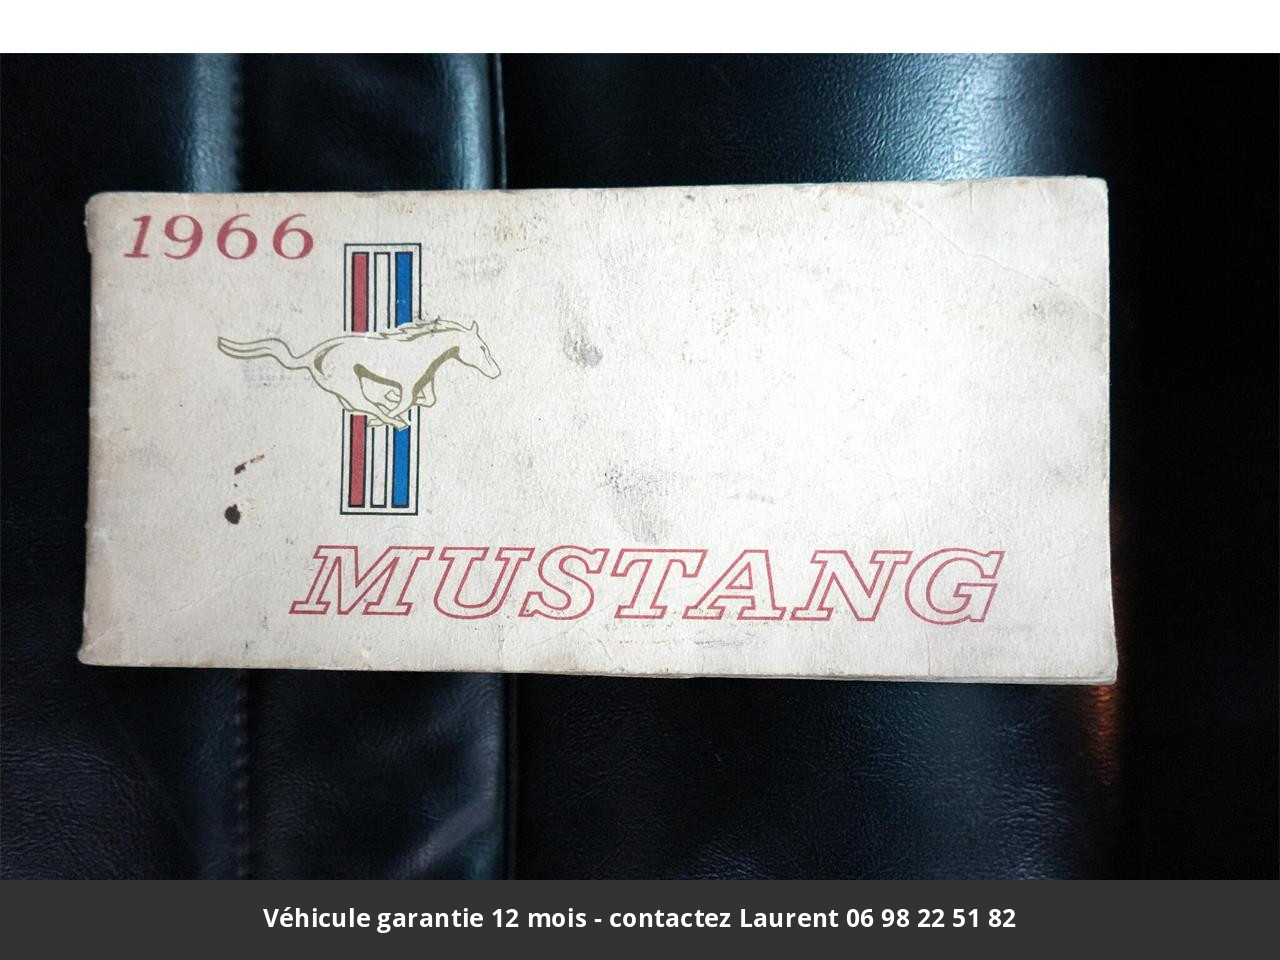 1966
MUSTANG
Véhicule garantie 12 mois - contactez Laurent 06 98 22 51 82